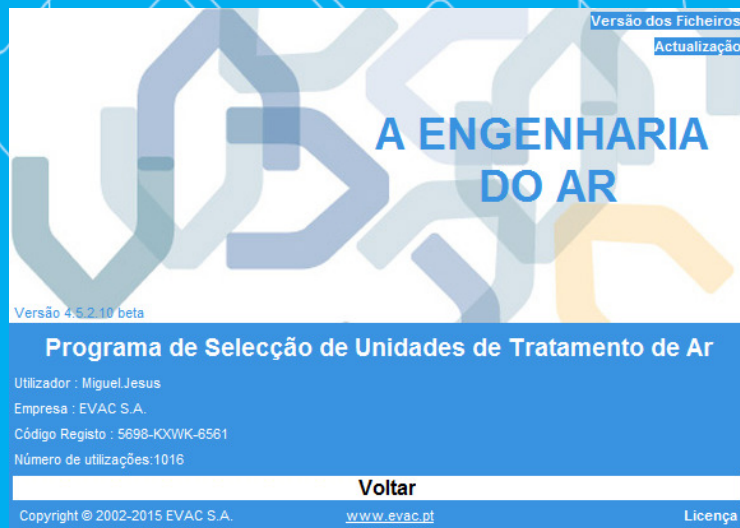 Versão dos Ficheiros
Actualização
A ENGENHARIA
DO AR
Versão 4.5.2.10 beta
Programa de Selecção de Unidades de Tratamento de Ar
Utilizador : Miguel.Jesus
Empresa : EVAC S.A.
Código Registo : 5698-KXWK-6561
Número de utilizações:1016
Voltar
Copyright © 2002-2015 EVAC S.A. www.evac.pt Licença